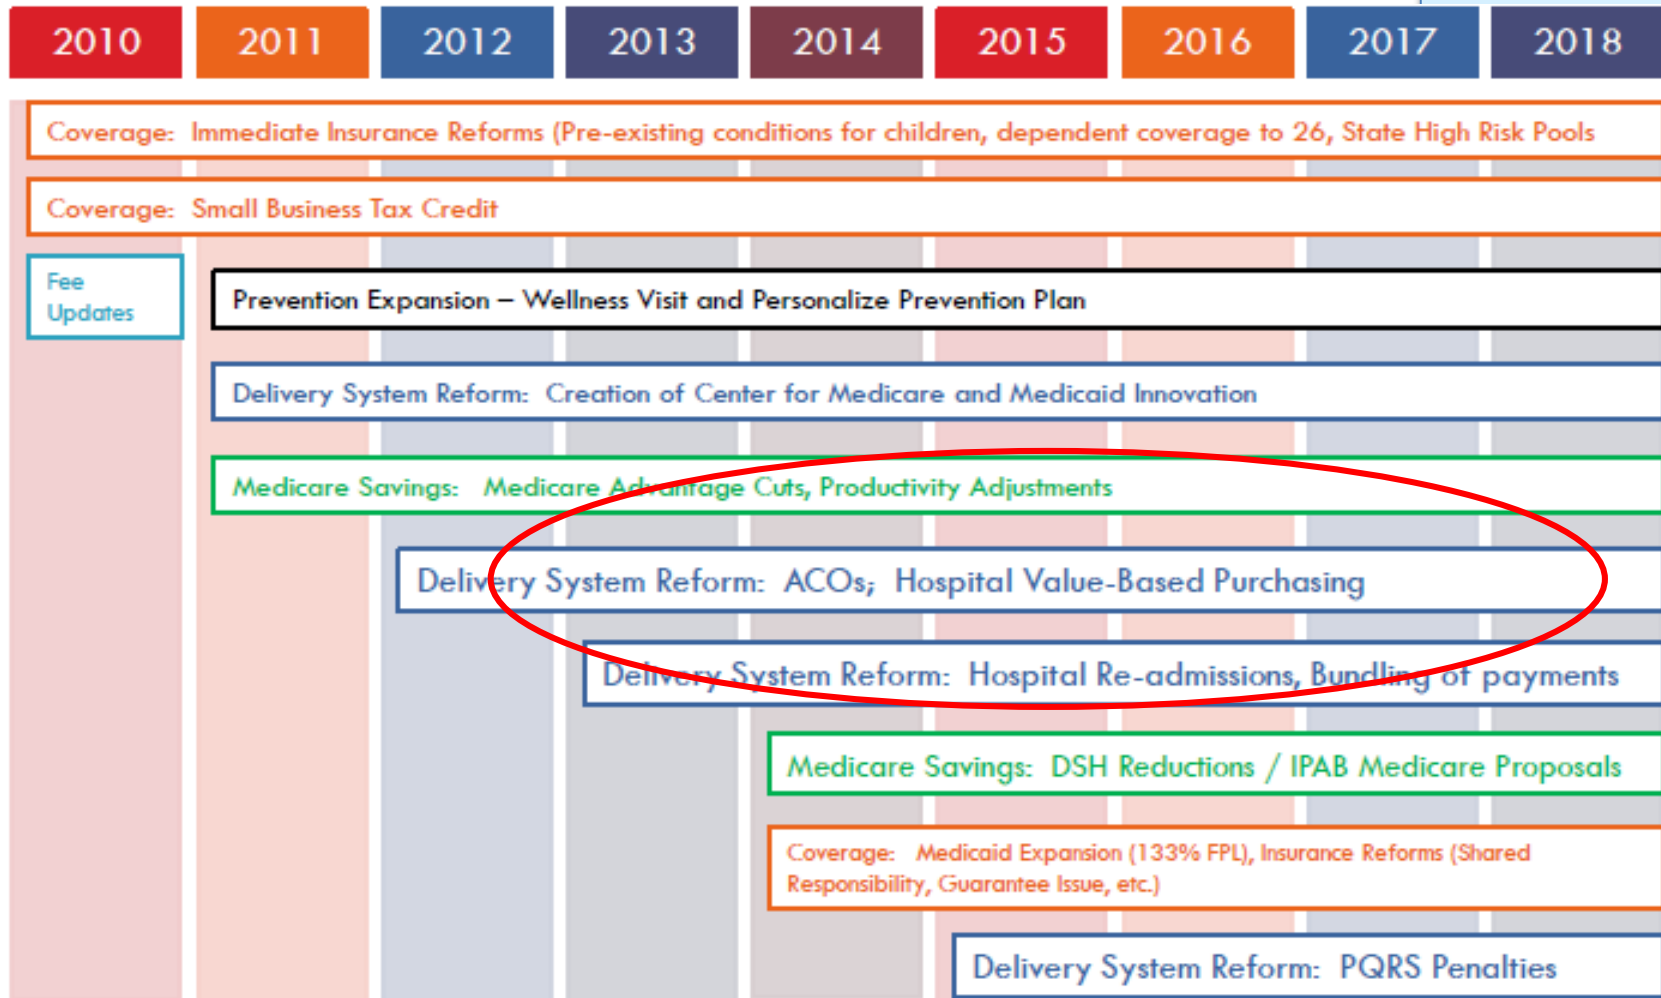 2010 2011 2012 2013 2014 2015 2016 2017 2018
Coverage: Immediate Insurance Reforms (Pre-existing conditions for children, dependent coverage to 26, State High Risk Pools
Coverage: Small Business Tax Credit
Fee
Updates
Prevention Expansion – Wellness Visit and Personalize Prevention Plan
Delivery System Reform: Creation of Center for Medicare and Medicaid Innovation
Medicare Savings: Medicare Advantage Cuts, Productivity Adjustments
Delivery System Reform: ACOs; Hospital Value-Based Purchasing
Delivery System Reform: Hospital Re-admissions, Bundling of payments
Medicare Savings: DSH Reductions / IPAB Medicare Proposals
Coverage: Medicaid Expansion (133% FPL), Insurance Reforms (Shared
Responsibility, Guarantee Issue, etc.)
Delivery System Reform: PQRS Penalties